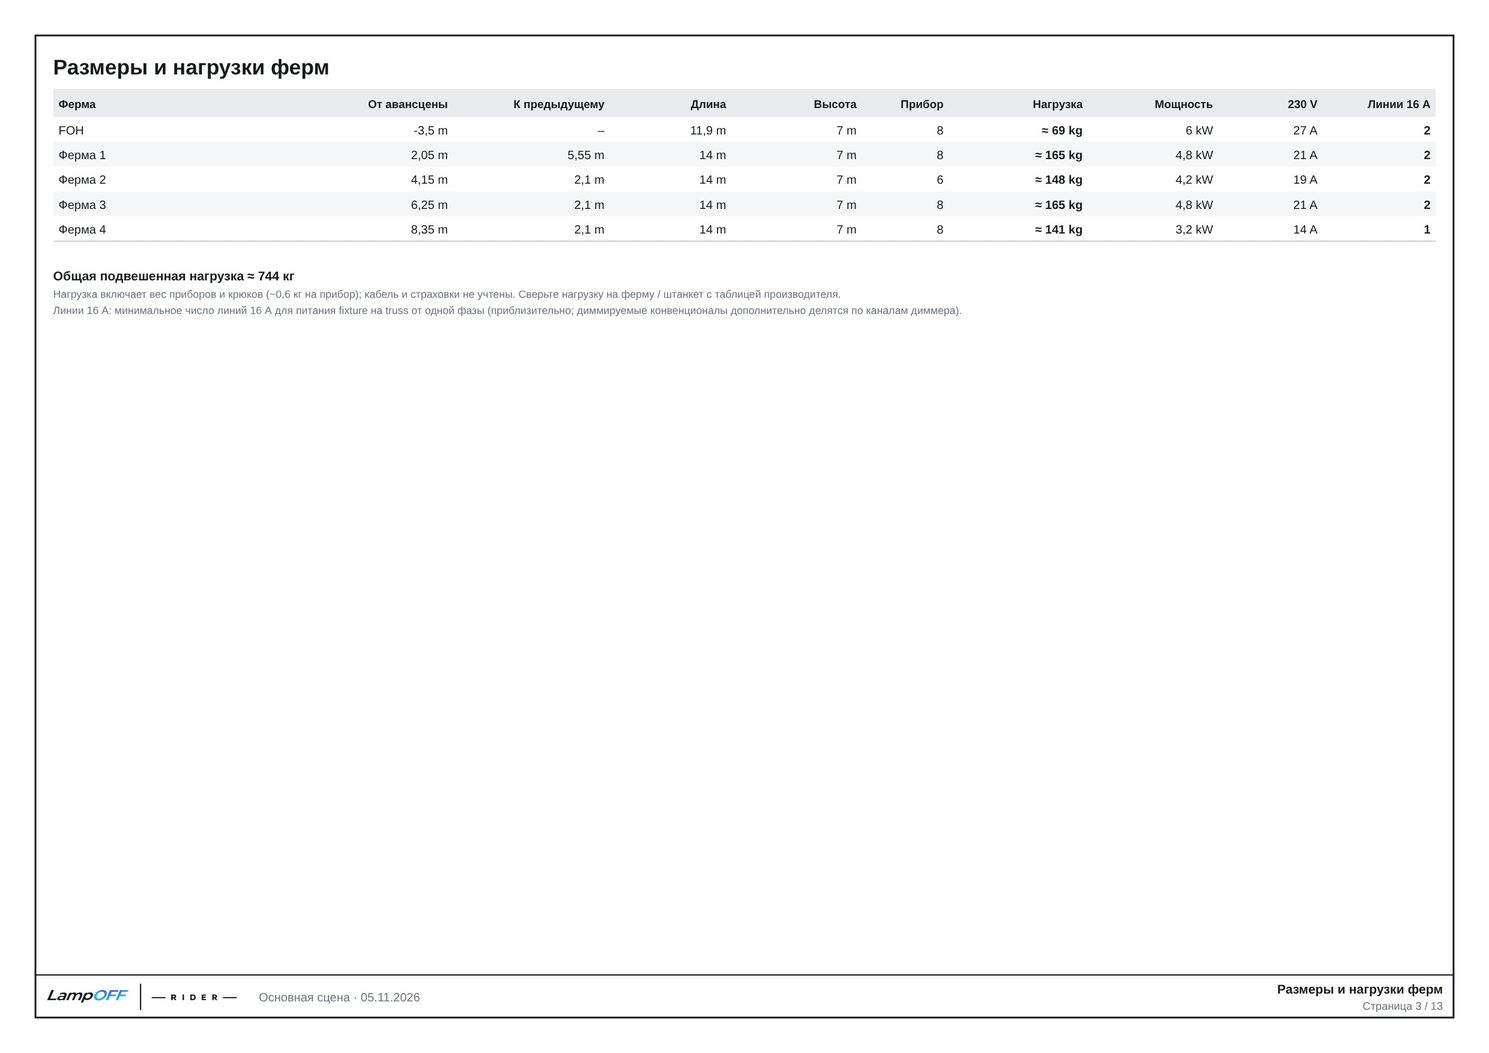 Размеры и нагрузки ферм
Ферма От авансцены К предыдущему Длина Высота Прибор Нагрузка Мощность 230 V Линии 16 A
FOH -3,5 m – 11,9 m 7 m 8 ≈ 69 kg 6 kW 27 A 2
Ферма 1 2,05 m 5,55 m 14 m 7 m 8 ≈ 165 kg 4,8 kW 21 A 2
Ферма 2 4,15 m 2,1 m 14 m 7 m 6 ≈ 148 kg 4,2 kW 19 A 2
Ферма 3 6,25 m 2,1 m 14 m 7 m 8 ≈ 165 kg 4,8 kW 21 A 2
Ферма 4 8,35 m 2,1 m 14 m 7 m 8 ≈ 141 kg 3,2 kW 14 A 1
Общая подвешенная нагрузка ≈ 744 кг
Нагрузка включает вес приборов и крюков (~0,6 кг на прибор); кабель и страховки не учтены. Сверьте нагрузку на ферму / штанкет с таблицей производителя.
Линии 16 A: минимальное число линий 16 A для питания fixture на truss от одной фазы (приблизительно; диммируемые конвенционалы дополнительно делятся по каналам диммера).
LampOFF — RIDER — Основная сцена · 05.11.2026
Размеры и нагрузки ферм
Страница 3 / 13